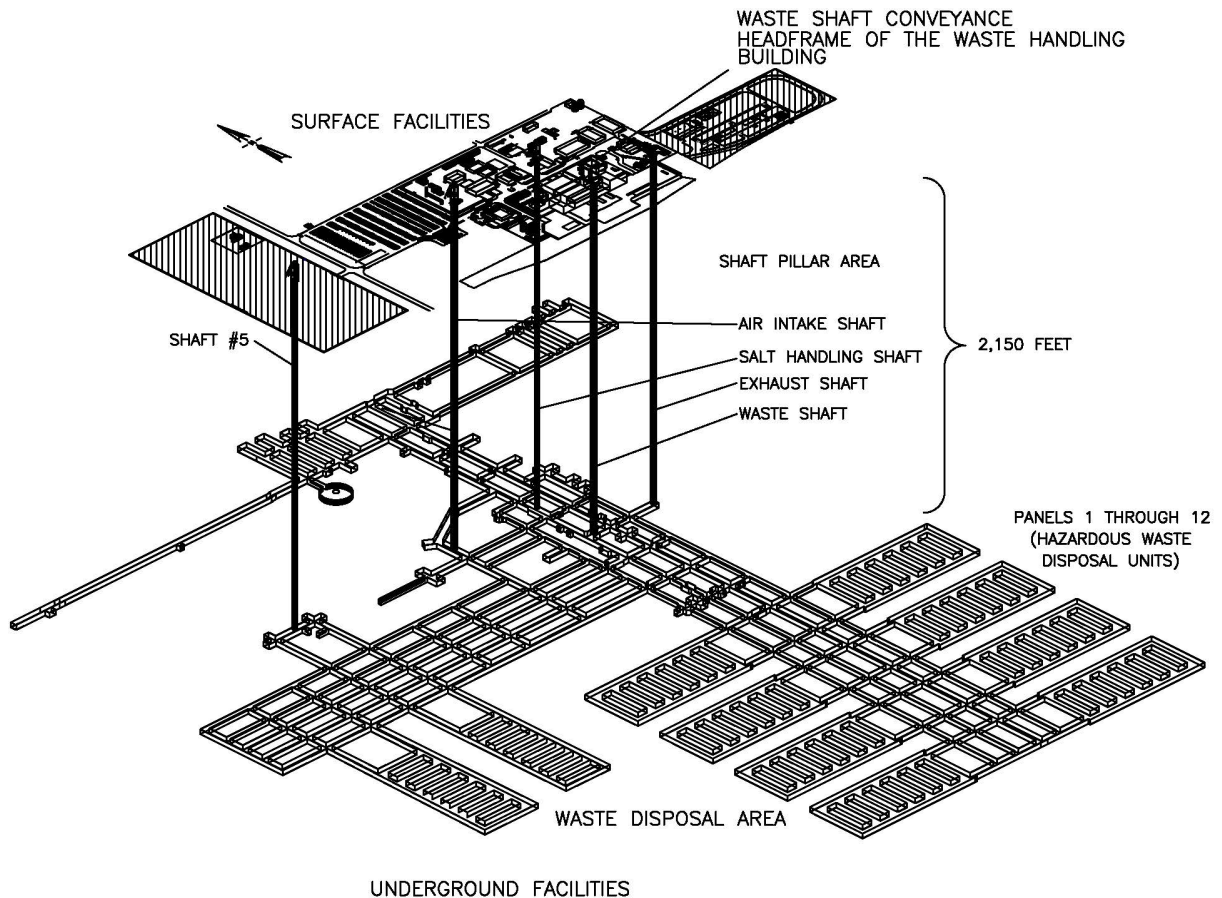 WASTE SHAFT CONVEYANCE
HEADFRAME OF THE WASTE HANDLING
BUILDING
SURFACE FACILITIES
SHAFT PILLAR AREA
AIR INTAKE SHAFT
SHAFT #5
2,150 FEET
SALT HANDLING SHAFT
EXHAUST SHAFT
WASTE SHAFT
PANELS 1 THROUGH 12
(HAZARDOUS WASTE
DISPOSAL UNITS)
WASTE DISPOSAL AREA
UNDERGROUND FACILITIES